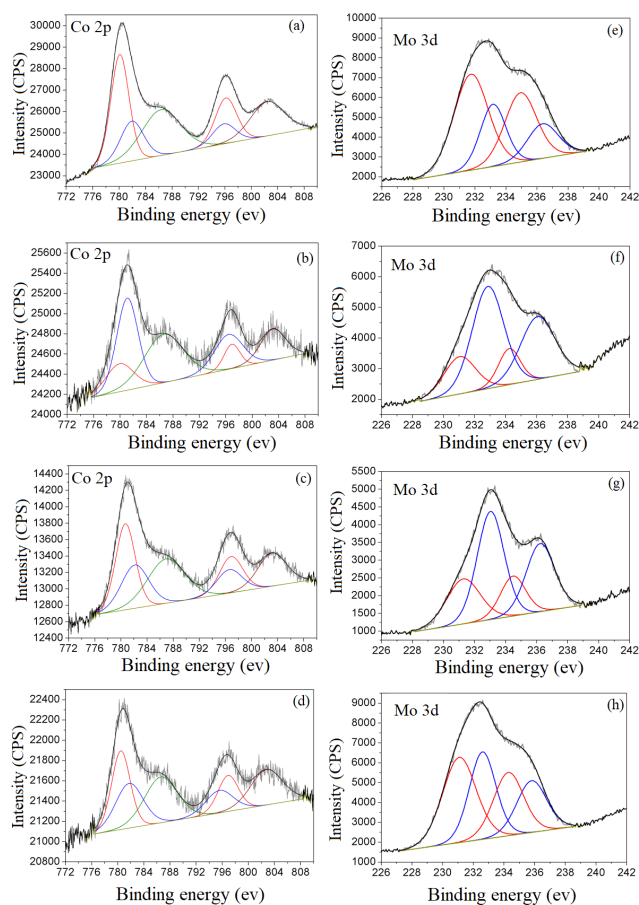 Co 2p
(a)
30000
29000
28000
27000
26000
25000
24000
23000
772 776 780 784 788 792 796 800 804 808
Intensity (CPS)
Binding energy (ev)
Mo 3d
(e)
10000
9000
8000
7000
6000
5000
4000
3000
2000
226 228 230 232 234 236 238 240 242
Intensity (CPS)
Binding energy (ev)
Co 2p
(b)
25600
25400
25200
25000
24800
24600
24400
24200
24000
772 776 780 784 788 792 796 800 804 808
Intensity (CPS)
Binding energy (ev)
Mo 3d
(f)
7000
6000
5000
4000
3000
2000
226 228 230 232 234 236 238 240 242
Intensity (CPS)
Binding energy (ev)
Co 2p
(c)
14400
14200
14000
13800
13600
13400
13200
13000
12800
12600
12400
772 776 780 784 788 792 796 800 804 808
Intensity (CPS)
Binding energy (ev)
Mo 3d
(g)
5500
5000
4500
4000
3500
3000
2500
2000
1500
1000
226 228 230 232 234 236 238 240 242
Intensity (CPS)
Binding energy (ev)
(d)
22400
22200
22000
21800
21600
21400
21200
21000
20800
772 776 780 784 788 792 796 800 804 808
Intensity (CPS)
Binding energy (ev)
Mo 3d
(h)
9000
8000
7000
6000
5000
4000
3000
2000
1000
226 228 230 232 234 236 238 240 242
Intensity (CPS)
Binding energy (ev)